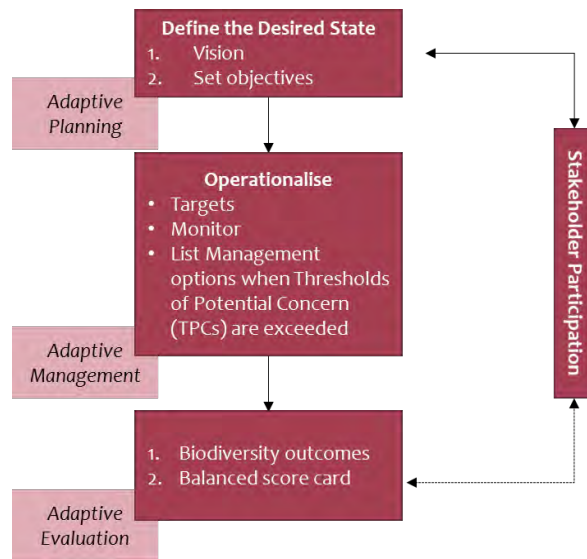 Define the Desired State
1. Vision
2. Set objectives
Adaptive
Planning
Operationalise
• Targets
• Monitor
• List Management
options when Thresholds
of Potential Concern
(TPCs) are exceeded
Adaptive
Management
1. Biodiversity outcomes
2. Balanced score card
Adaptive
Evaluation
Stakeholder Participation